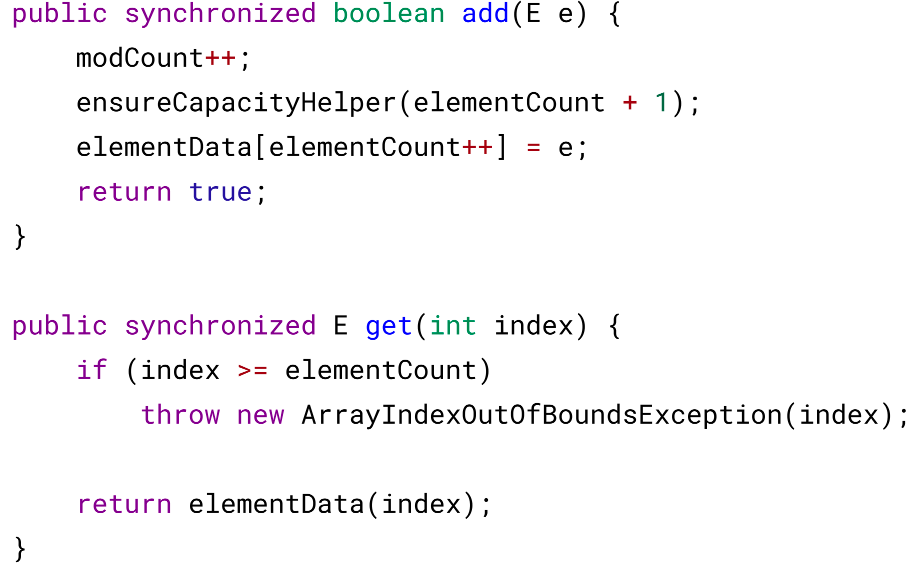 public synchronized boolean add(E e) {
    modCount++;
    ensureCapacityHelper(elementCount + 1);
    elementData[elementCount++] = e;
    return true;
}

public synchronized E get(int index) {
    if (index >= elementCount)
        throw new ArrayIndexOutOfBoundsException(index);

    return elementData(index);
}